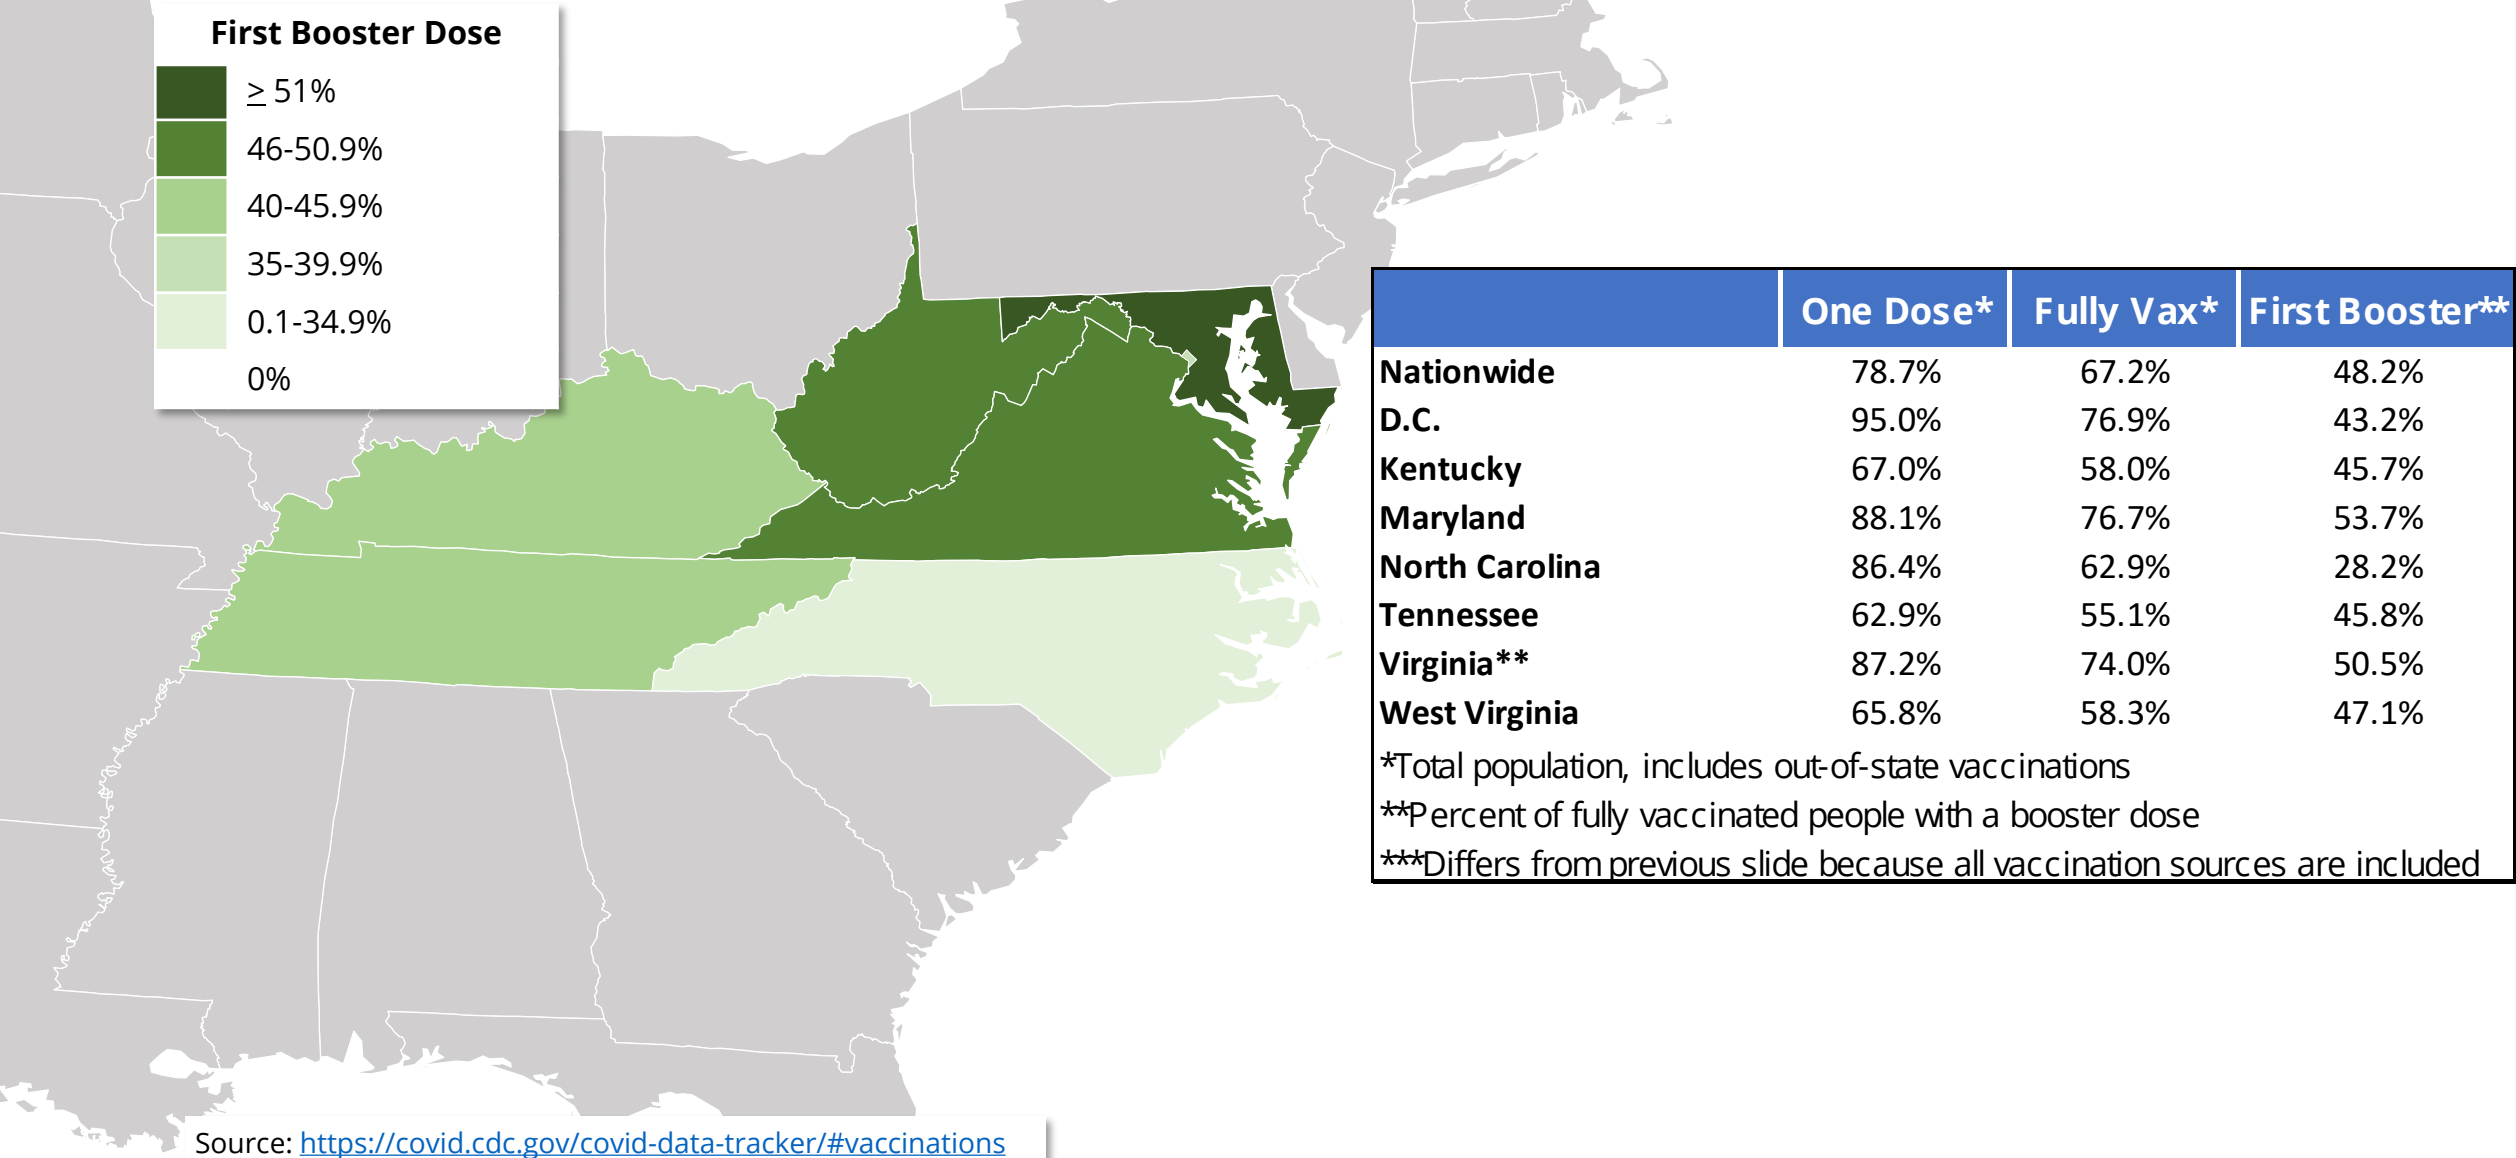 First Booster Dose
≥ 51%
46-50.9%
40-45.9%
35-39.9%
0.1-34.9%
0%
One Dose* Fully Vax* First Booster**
Nationwide 78.7% 67.2% 48.2%
D.C. 95.0% 76.9% 43.2%
Kentucky 67.0% 58.0% 45.7%
Maryland 88.1% 76.7% 53.7%
North Carolina 86.4% 62.9% 28.2%
Tennessee 62.9% 55.1% 45.8%
Virginia** 87.2% 74.0% 50.5%
West Virginia 65.8% 58.3% 47.1%
*Total population, includes out-of-state vaccinations
**Percent of fully vaccinated people with a booster dose
***Differs from previous slide because all vaccination sources are included
Source: https://covid.cdc.gov/covid-data-tracker/#vaccinations